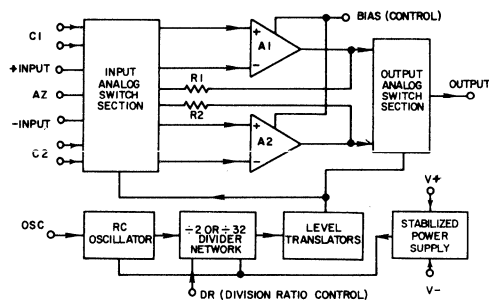 BIAS (CONTROL)
C1
+INPUT
AZ
-INPUT
C2
INPUT
ANALOG
SWITCH
SECTION
+
A1
-
R1
R2
+
A2
-
OUTPUT
ANALOG
SWITCH
SECTION
OUTPUT
OSC
RC
OSCILLATOR
÷2 OR ÷32
DIVIDER
NETWORK
LEVEL
TRANSLATORS
V+
STABILIZED
POWER
SUPPLY
V-
DR (DIVISION RATIO CONTROL)